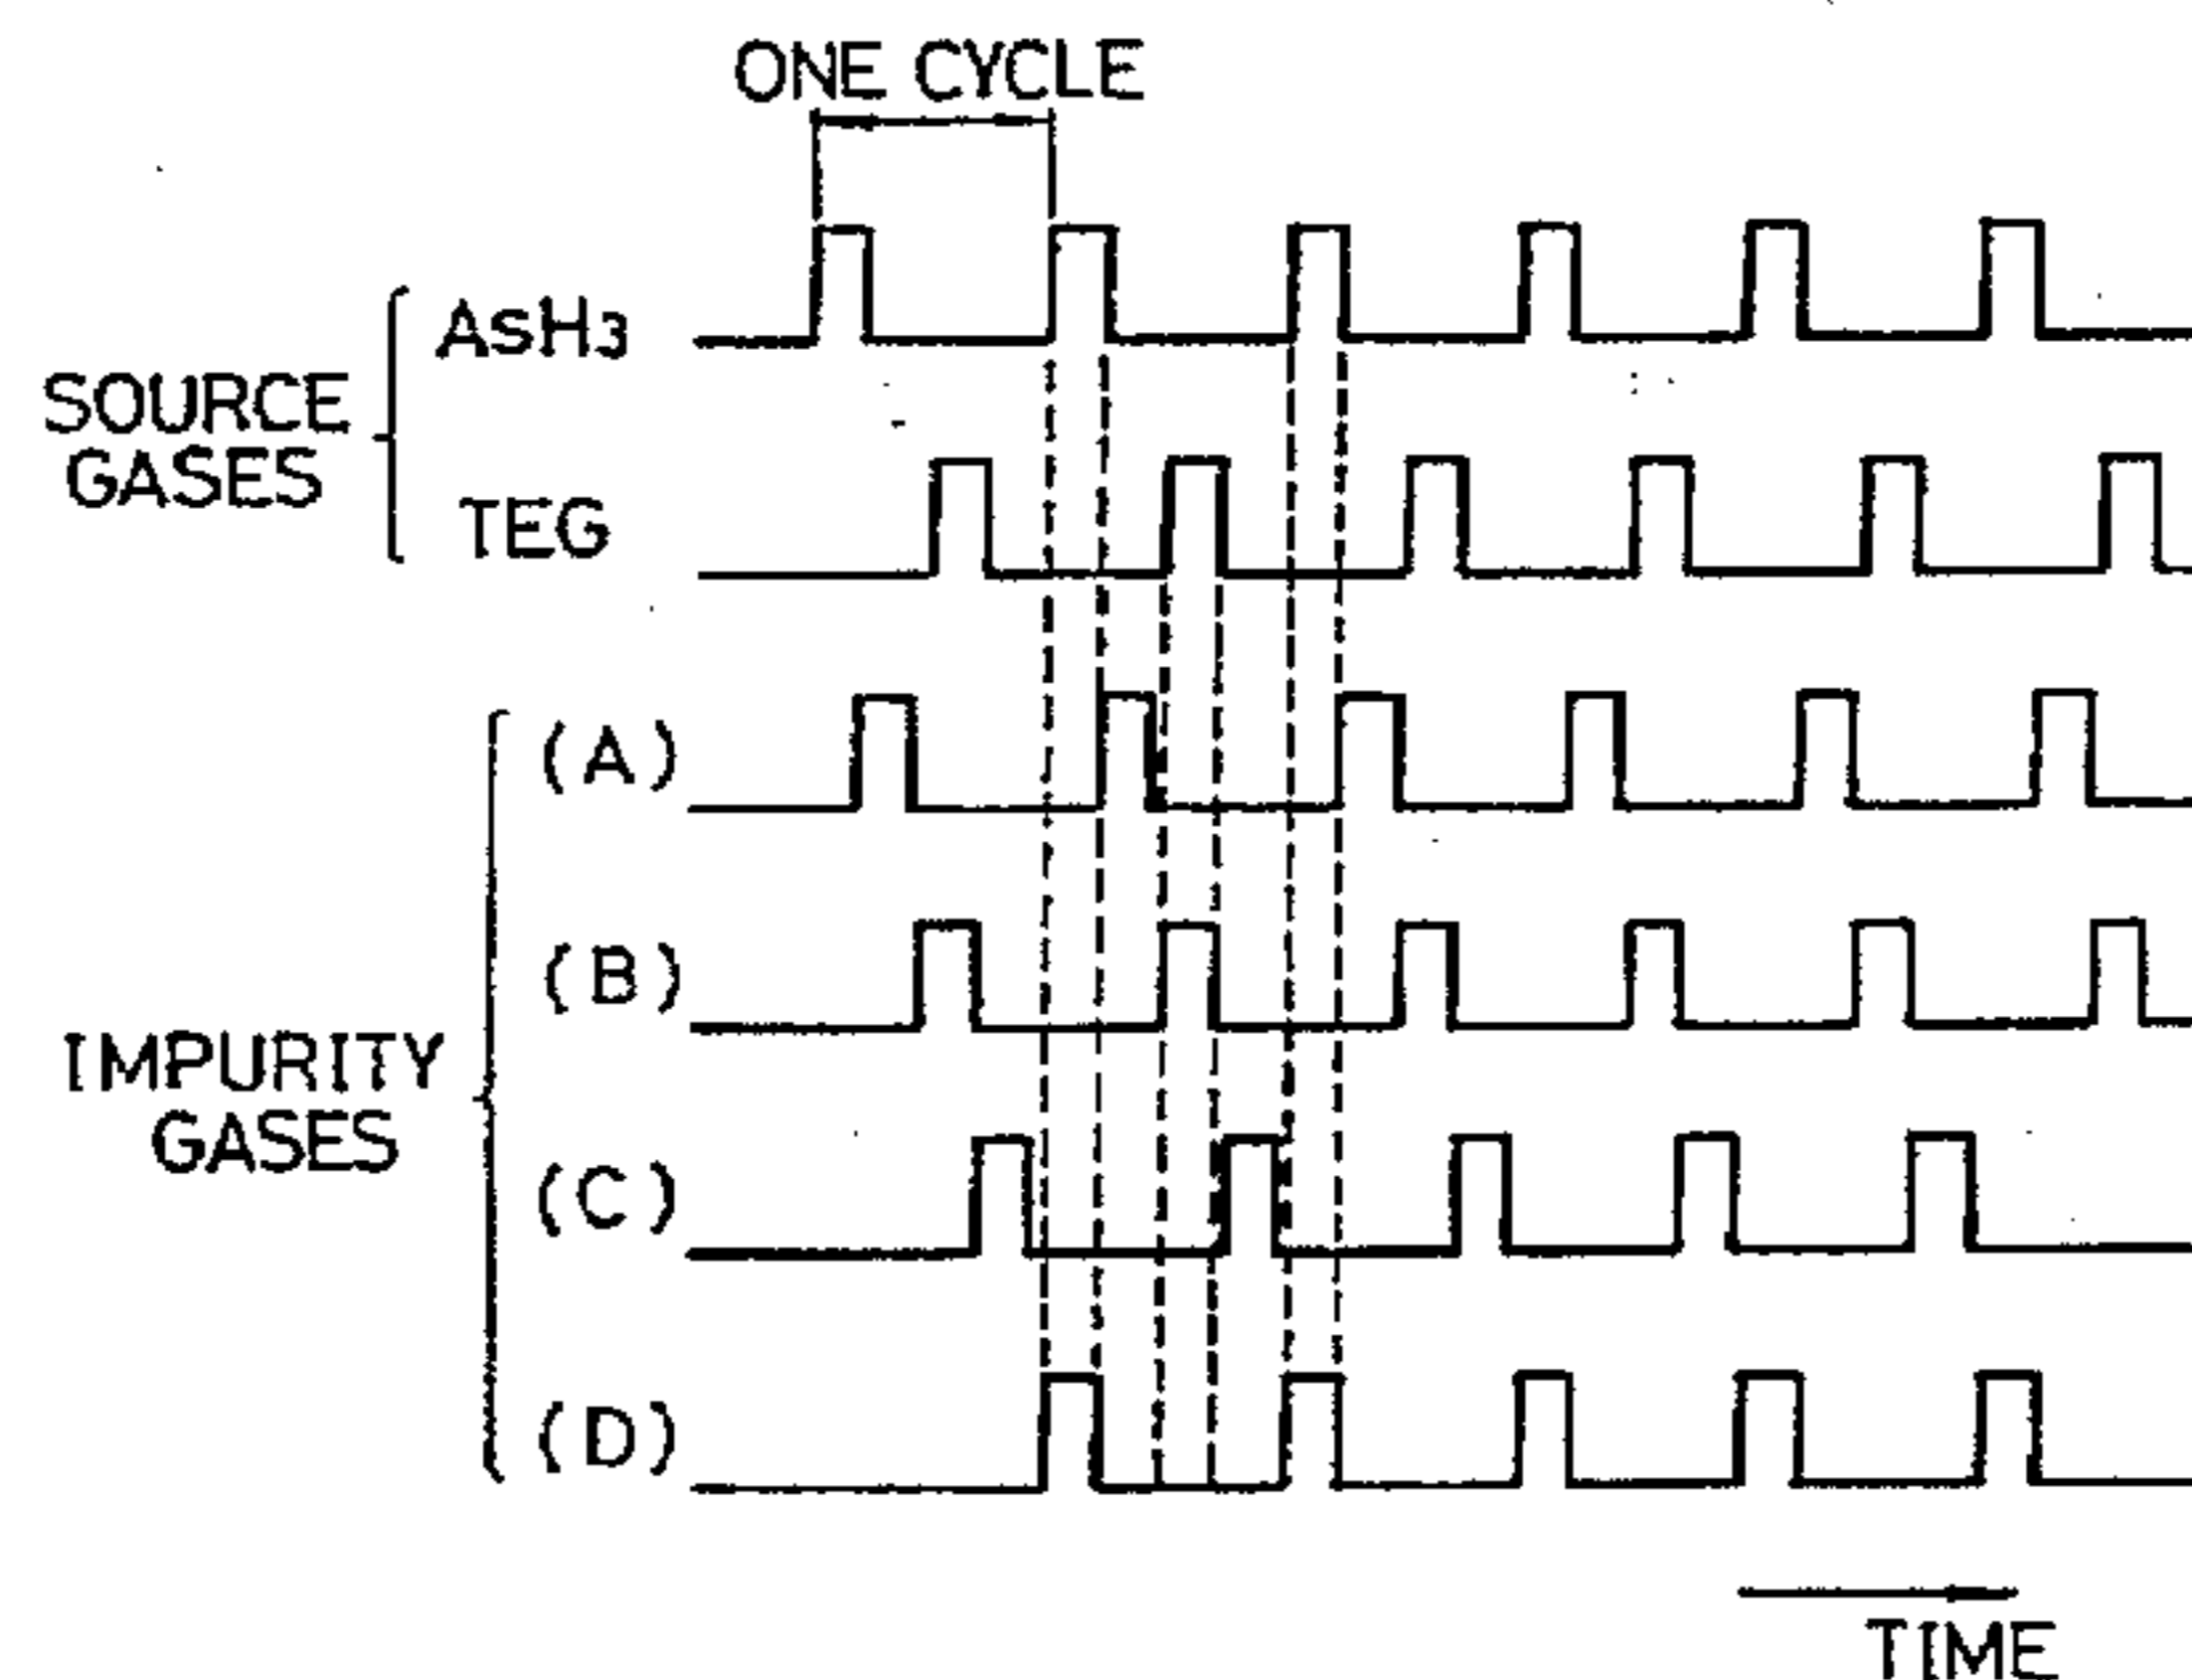 ONE CYCLE
AsH3
SOURCE
GASES
TEG
(A)
(B)
IMPURITY
GASES
(C)
(D)
TIME